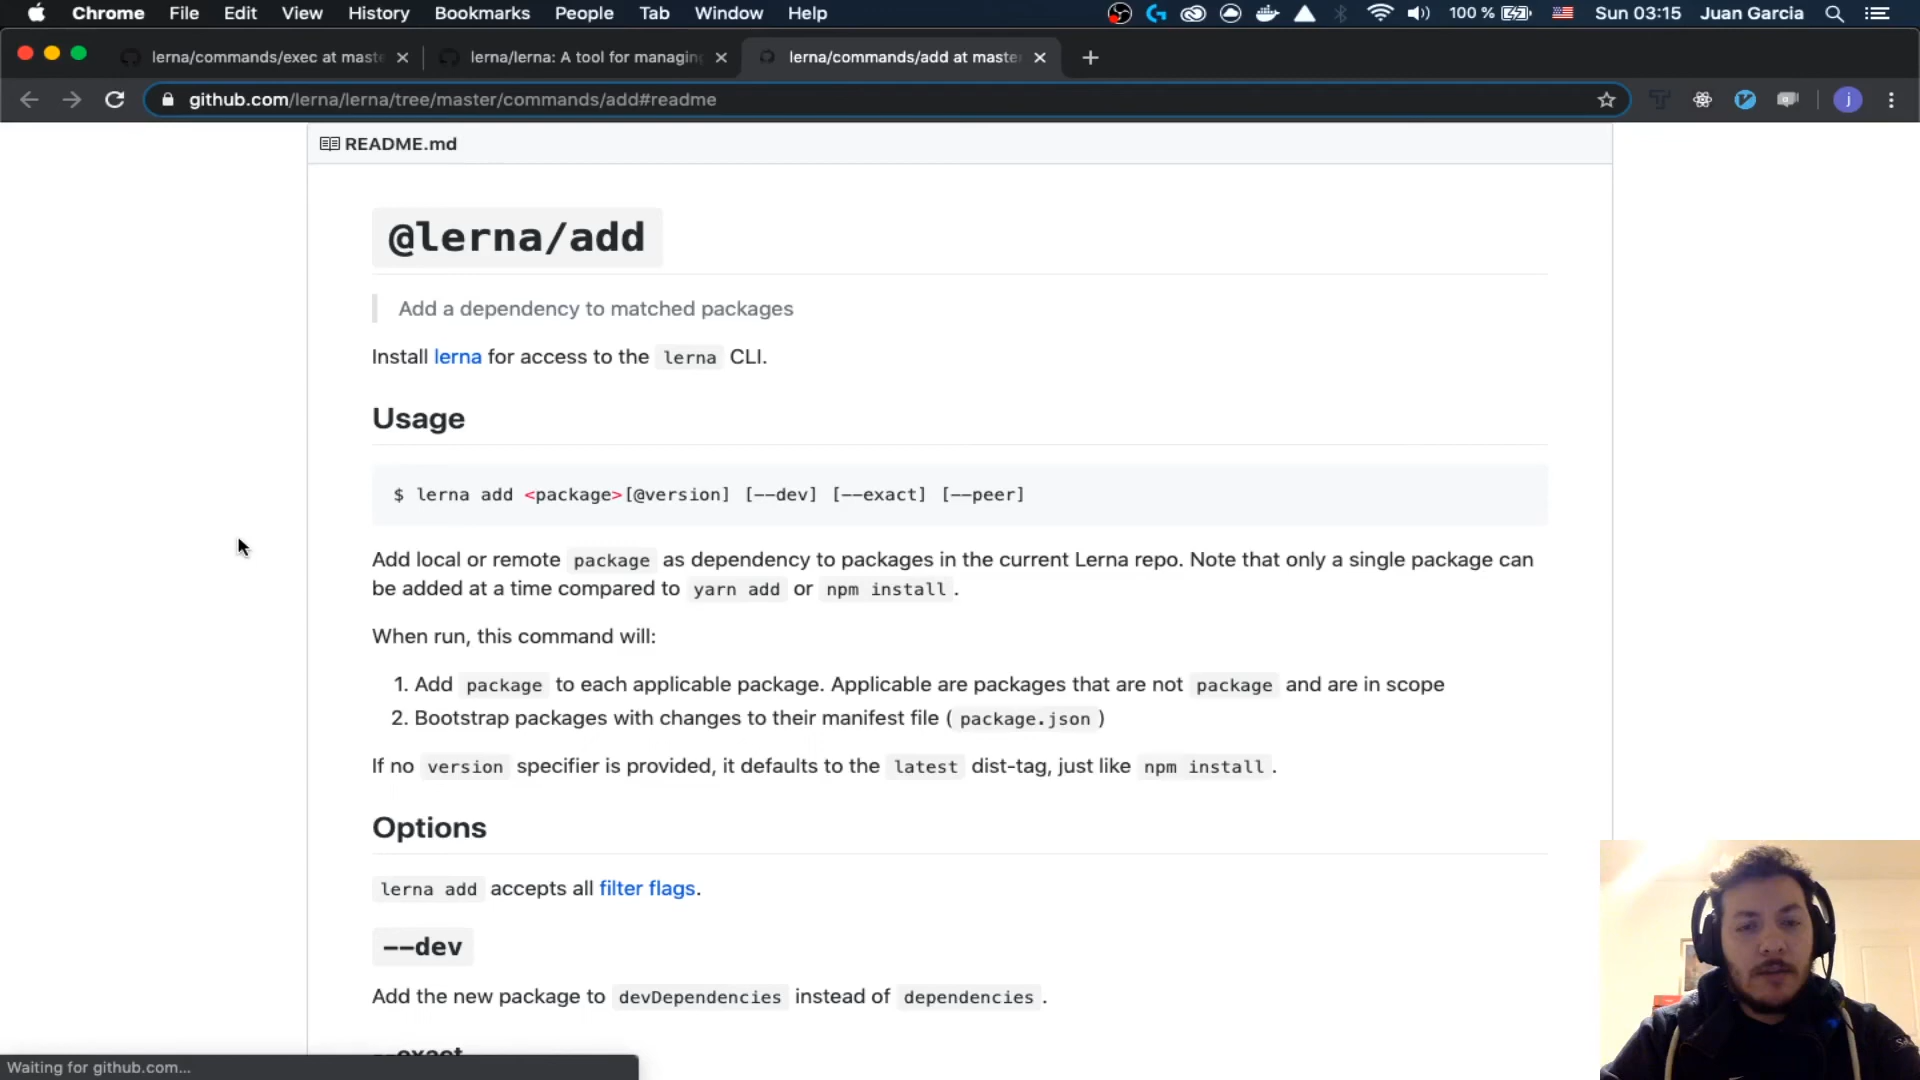 Chrome File Edit View History Bookmarks People Tab Window Help 100 % Sun 03:15 Juan Garcia
lerna/commands/exec at maste lerna/lerna: A tool for managing lerna/commands/add at maste
github.com/lerna/lerna/tree/master/commands/add#readme j
README.md
@lerna/add
Add a dependency to matched packages
Install lerna for access to the lerna CLI.
Usage
$ lerna add <package>[@version] [--dev] [--exact] [--peer]
Add local or remote package as dependency to packages in the current Lerna repo. Note that only a single package can
be added at a time compared to yarn add or npm install .
When run, this command will:
1. Add package to each applicable package. Applicable are packages that are not package and are in scope
2. Bootstrap packages with changes to their manifest file ( package.json )
If no version specifier is provided, it defaults to the latest dist-tag, just like npm install .
Options
lerna add accepts all filter flags.
--dev
Add the new package to devDependencies instead of dependencies .
--exact
Waiting for github.com...